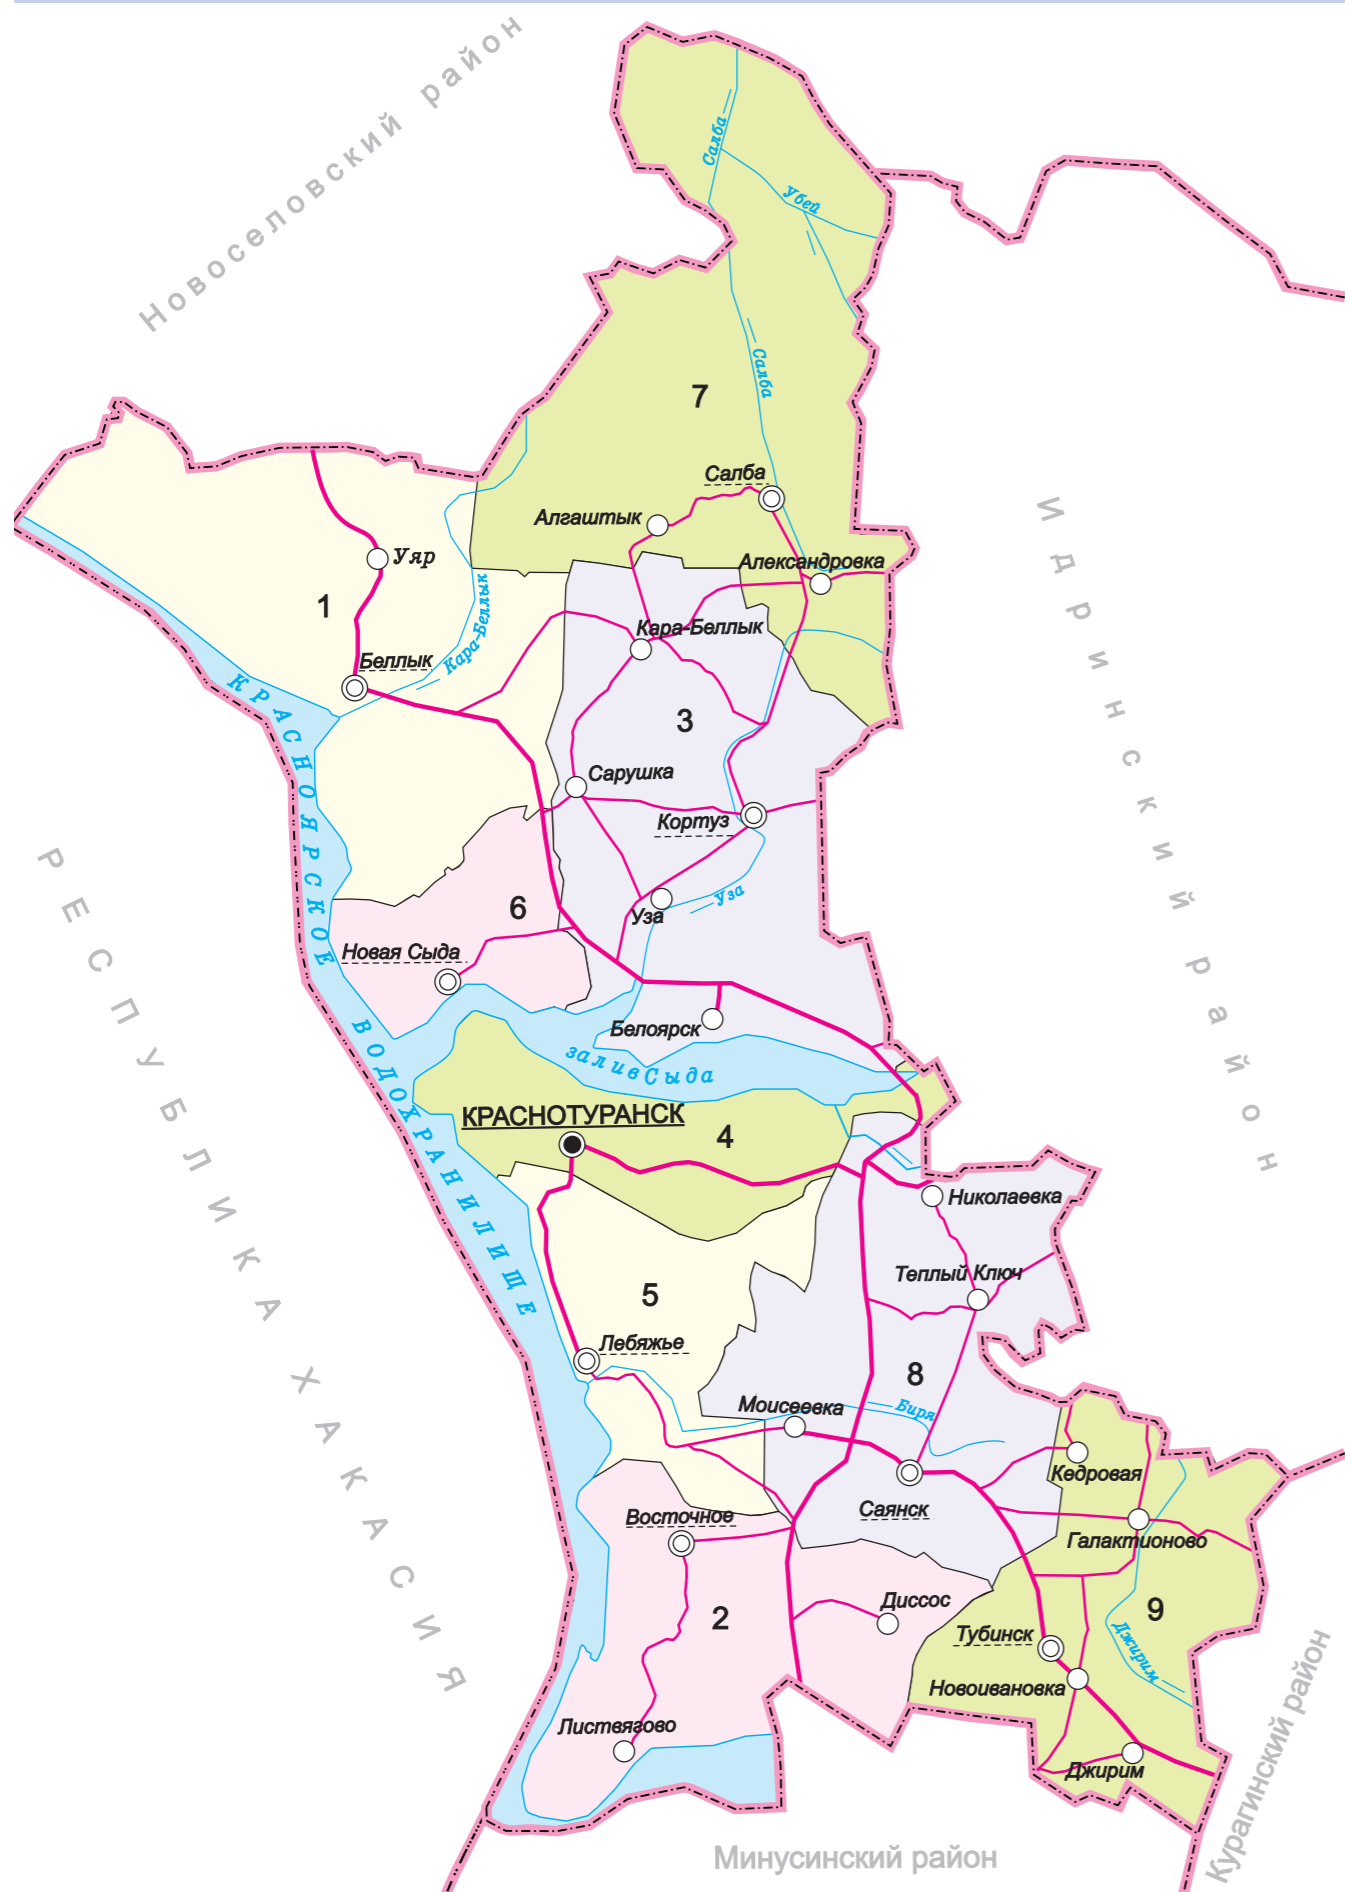 Новоселовский район
Салба
Убей
Салба
7
Салба
Алгаштык
Александровка
Уяр
1
Кара-Беллык
Кара-Беллык
Беллык
3
Сарушка
Кортуз
Уза
Уза
6
Новая Сыда
Белоярск
залив Сыда
КРАСНОЯРСКОЕ ВОДОХРАНИЛИЩЕ
РЕСПУБЛИКА ХАКАСИЯ
Идринский район
КРАСНОТУРАНСК
4
Николаевка
Теплый Ключ
5
Лебяжье
8
Моисеевка
Биря
Кедровая
Саянск
Восточное
Галактионово
Диссос
2
9
Тубинск
Джирим
Новоивановка
Листвягово
Джирим
Минусинский район
Курагинский район